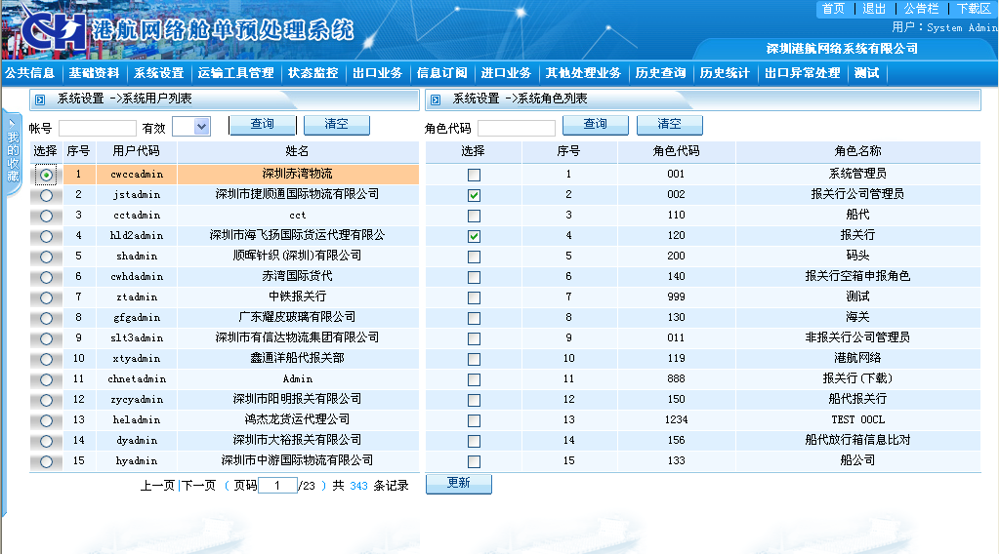 首页 | 退出 | 公告栏 | 下载区
用户：System Admin
CH 港航网络舱单预处理系统
深圳港航网络系统有限公司
公共信息 基础资料 系统设置 运输工具管理 状态监控 出口业务 信息订阅 进口业务 其他处理业务 历史查询 历史统计 出口异常处理 测试
我的收藏
系统设置 ->系统用户列表
帐号 有效 查询 清空
选择 序号 用户代码 姓名
1 cwccadmin 深圳赤湾物流
2 jstadmin 深圳市捷顺通国际物流有限公司
3 cctadmin cct
4 hld2admin 深圳市海飞扬国际货运代理有限公
5 shadmin 顺晖针织(深圳)有限公司
6 cwhdadmin 赤湾国际货代
7 ztadmin 中铁报关行
8 gfgadmin 广东耀皮玻璃有限公司
9 slt3admin 深圳市有信达物流集团有限公司
10 xtyadmin 鑫通洋船代报关部
11 chnetadmin Admin
12 zycyadmin 深圳市阳明报关有限公司
13 heladmin 鸿杰龙货运代理公司
14 dyadmin 深圳市大裕报关有限公司
15 hyadmin 深圳市中游国际物流有限公司
上一页|下一页 ( 页码 1 /23 ) 共 343 条记录
系统设置 ->系统角色列表
角色代码 查询 清空
选择 序号 角色代码 角色名称
1 001 系统管理员
2 002 报关行公司管理员
3 110 船代
4 120 报关行
5 200 码头
6 140 报关行空箱申报角色
7 999 测试
8 130 海关
9 011 非报关行公司管理员
10 119 港航网络
11 888 报关行(下载)
12 150 船代报关行
13 1234 TEST OOCL
14 156 船代放行箱信息比对
15 133 船公司
更新